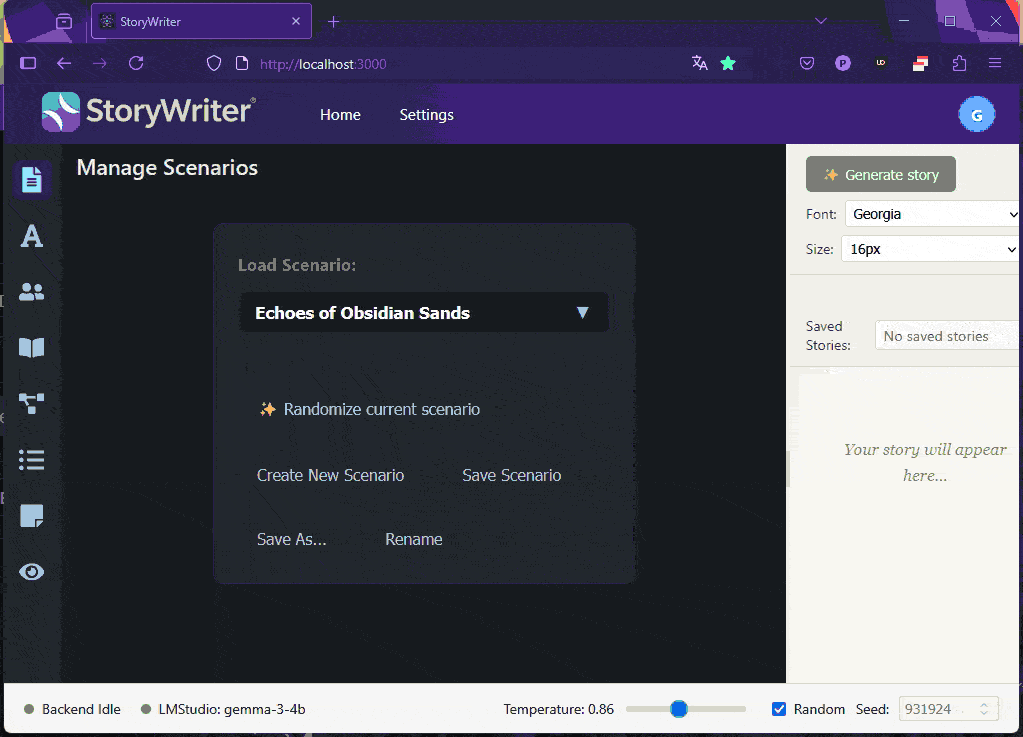 StoryWriter
http://localhost:3000
StoryWriter®
Home
Settings
G
Manage Scenarios
Load Scenario:
Echoes of Obsidian Sands
✨ Randomize current scenario
Create New Scenario
Save Scenario
Save As...
Rename
✨ Generate story
Font:
Georgia
Size:
16px
Saved
Stories:
No saved stories
Your story will appear
here...
Backend Idle
LMStudio: gemma-3-4b
Temperature: 0.86
Random
Seed:
931924